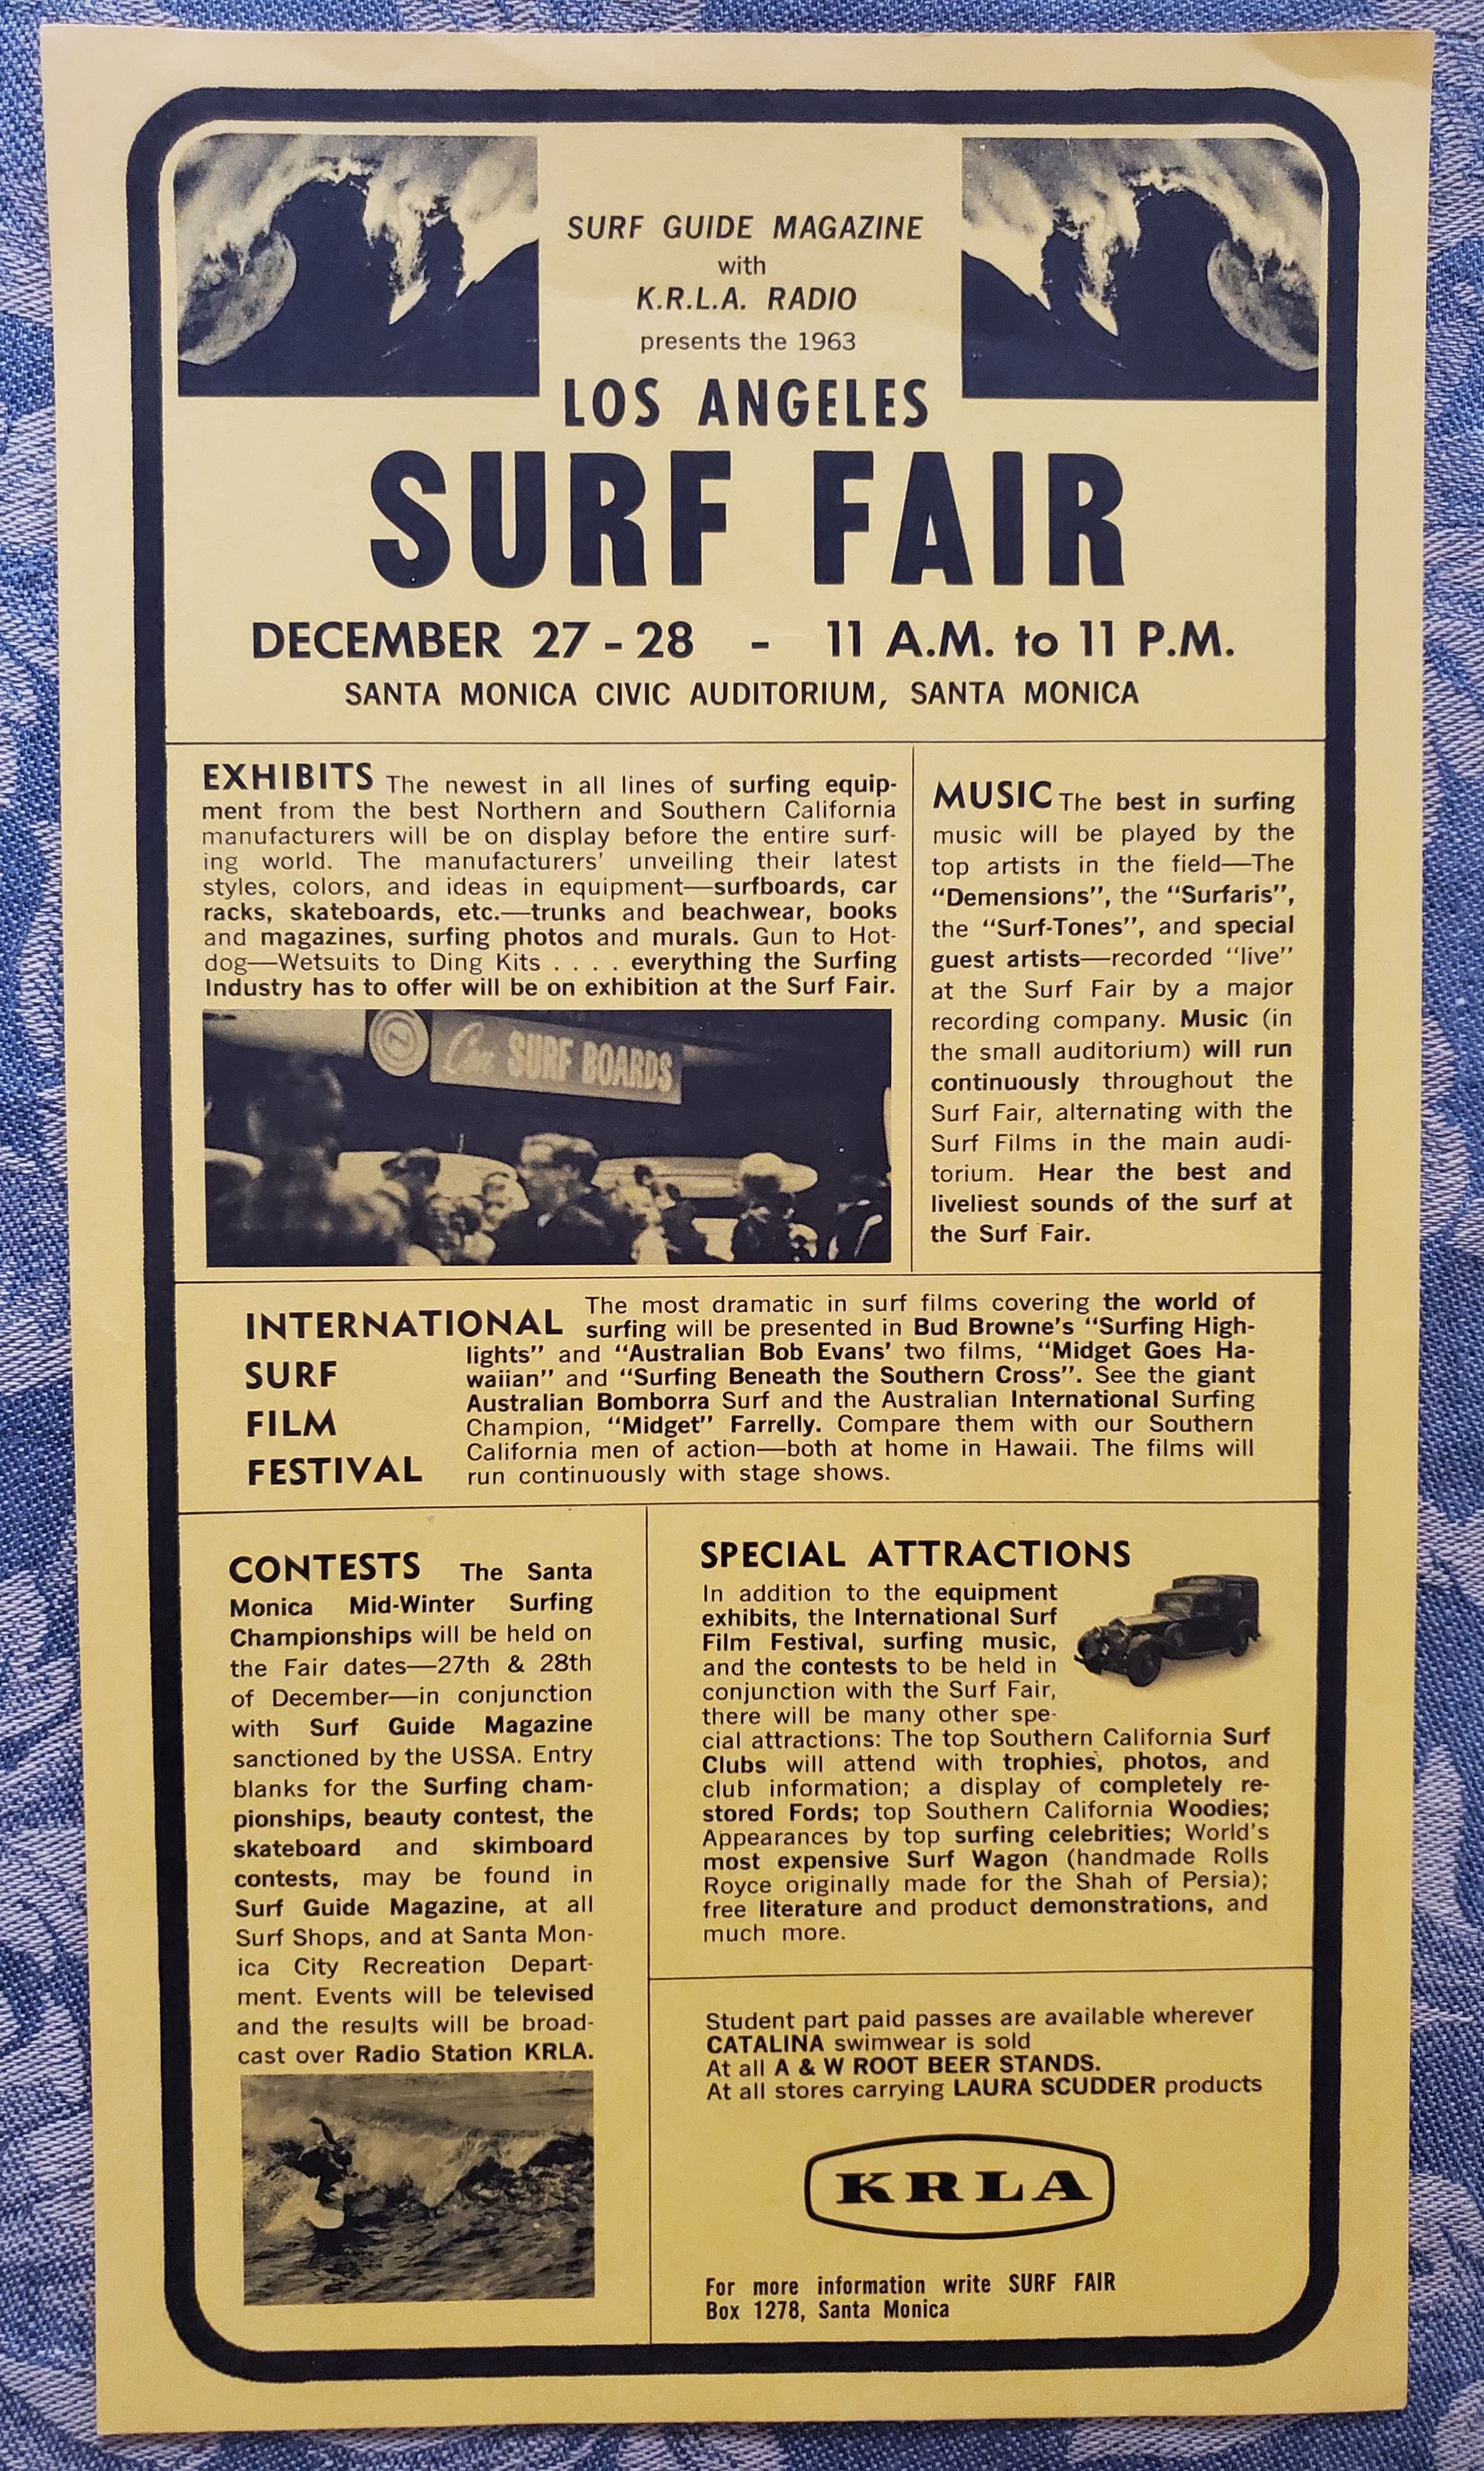 SURF GUIDE MAGAZINE
with
K.R.L.A. RADIO
presents the 1963
LOS ANGELES
SURF FAIR
DECEMBER 27 - 28 - 11 A.M. to 11 P.M.
SANTA MONICA CIVIC AUDITORIUM, SANTA MONICA
EXHIBITS The newest in all lines of surfing equip-
ment from the best Northern and Southern California
manufacturers will be on display before the entire surf-
ing world. The manufacturers' unveiling their latest
styles, colors, and ideas in equipment—surfboards, car
racks, skateboards, etc.—trunks and beachwear, books
and magazines, surfing photos and murals. Gun to Hot-
dog—Wetsuits to Ding Kits . . . . everything the Surfing
Industry has to offer will be on exhibition at the Surf Fair.
SURF BOARDS
MUSIC The best in surfing
music will be played by the
top artists in the field—The
“Demensions”, the “Surfaris”,
the “Surf-Tones”, and special
guest artists—recorded “live”
at the Surf Fair by a major
recording company. Music (in
the small auditorium) will run
continuously throughout the
Surf Fair, alternating with the
Surf Films in the main audi-
torium. Hear the best and
liveliest sounds of the surf at
the Surf Fair.
INTERNATIONAL
SURF
FILM
FESTIVAL
The most dramatic in surf films covering the world of
surfing will be presented in Bud Browne's “Surfing High-
lights” and “Australian Bob Evans' two films, “Midget Goes Ha-
waiian” and “Surfing Beneath the Southern Cross”. See the giant
Australian Bomborra Surf and the Australian International Surfing
Champion, “Midget” Farrelly. Compare them with our Southern
California men of action—both at home in Hawaii. The films will
run continuously with stage shows.
CONTESTS The Santa
Monica Mid-Winter Surfing
Championships will be held on
the Fair dates—27th & 28th
of December—in conjunction
with Surf Guide Magazine
sanctioned by the USSA. Entry
blanks for the Surfing cham-
pionships, beauty contest, the
skateboard and skimboard
contests, may be found in
Surf Guide Magazine, at all
Surf Shops, and at Santa Mon-
ica City Recreation Depart-
ment. Events will be televised
and the results will be broad-
cast over Radio Station KRLA.
SPECIAL ATTRACTIONS
In addition to the equipment
exhibits, the International Surf
Film Festival, surfing music,
and the contests to be held in
conjunction with the Surf Fair,
there will be many other spe-
cial attractions: The top Southern California Surf
Clubs will attend with trophies, photos, and
club information; a display of completely re-
stored Fords; top Southern California Woodies;
Appearances by top surfing celebrities; World's
most expensive Surf Wagon (handmade Rolls
Royce originally made for the Shah of Persia);
free literature and product demonstrations, and
much more.
Student part paid passes are available wherever
CATALINA swimwear is sold
At all A & W ROOT BEER STANDS.
At all stores carrying LAURA SCUDDER products
KRLA
For more information write SURF FAIR
Box 1278, Santa Monica